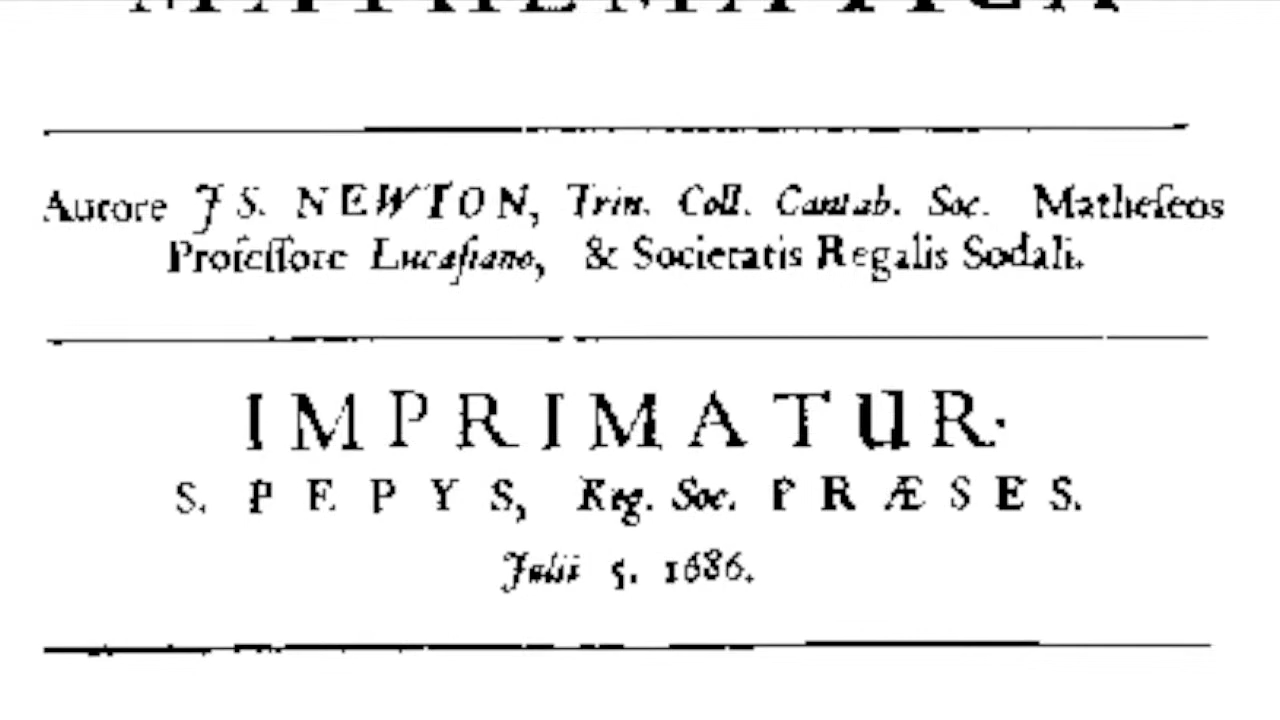 MATHEMATICA
Autore J S. NEWTON, Trin. Coll. Cantab. Soc. Matheſeos
Profeſſore Lucaſiano, & Societatis Regalis Sodali.
IMPRIMATUR·
S. PEPYS, Reg. Soc. PRÆSES.
Julii 5. 1686.